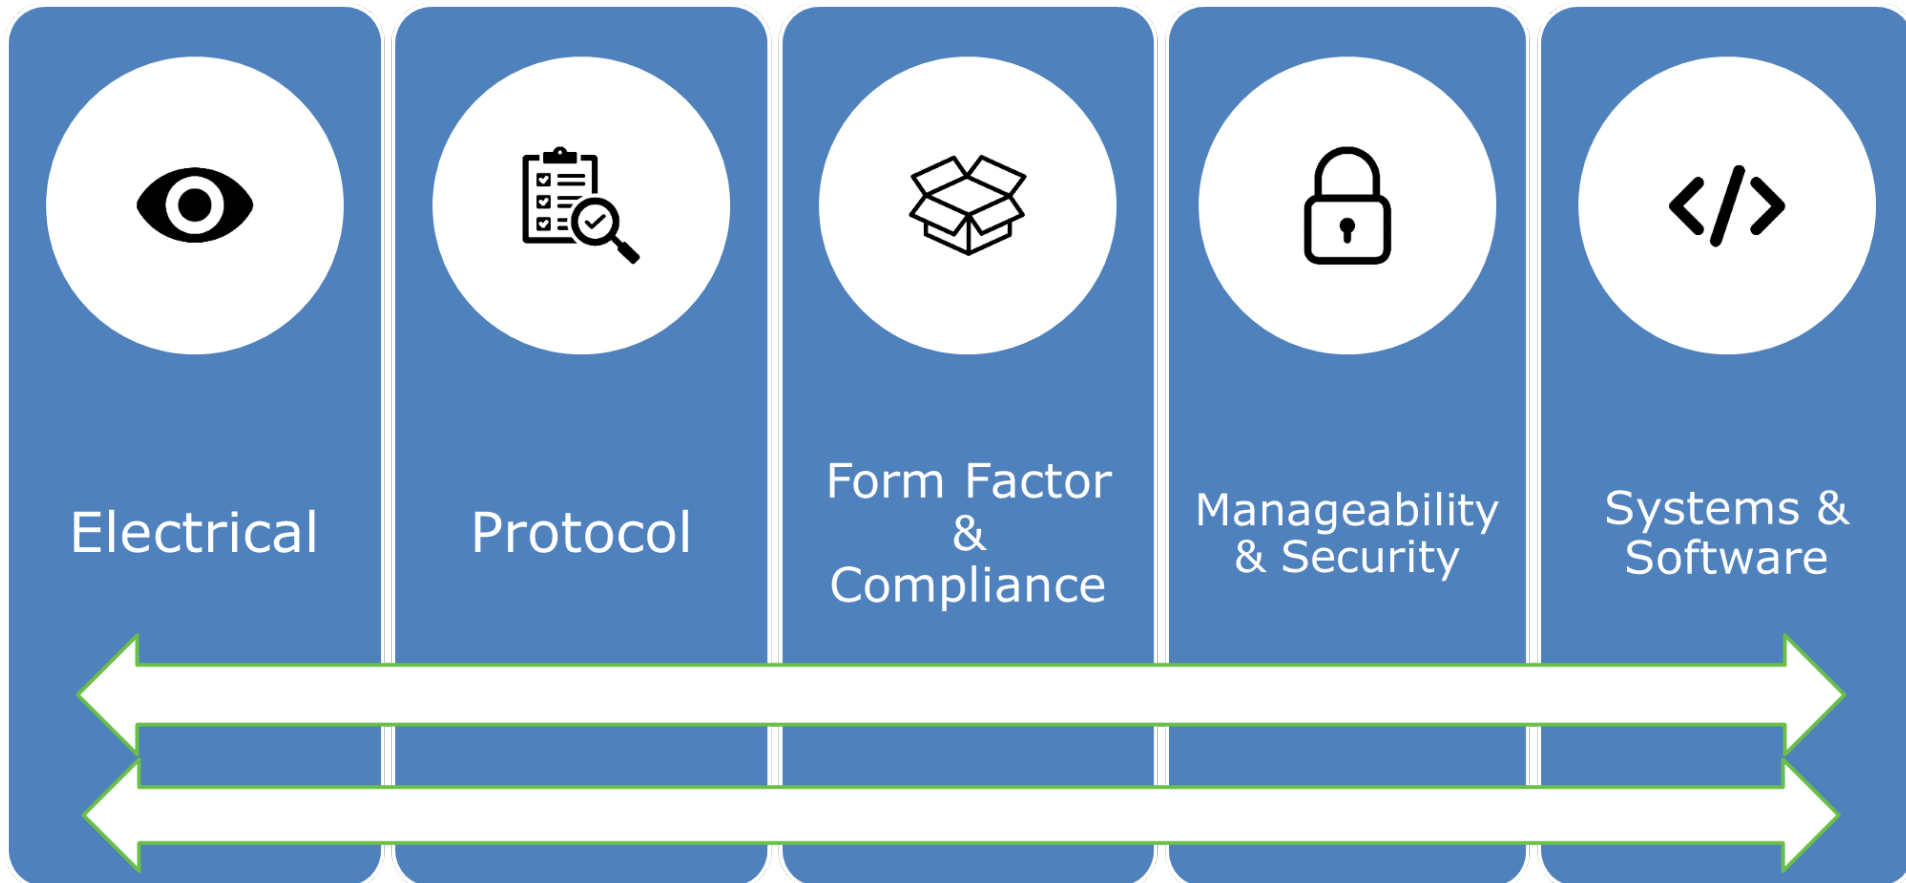 Electrical
Protocol
Form Factor
&
Compliance
Manageability
& Security
Systems &
Software